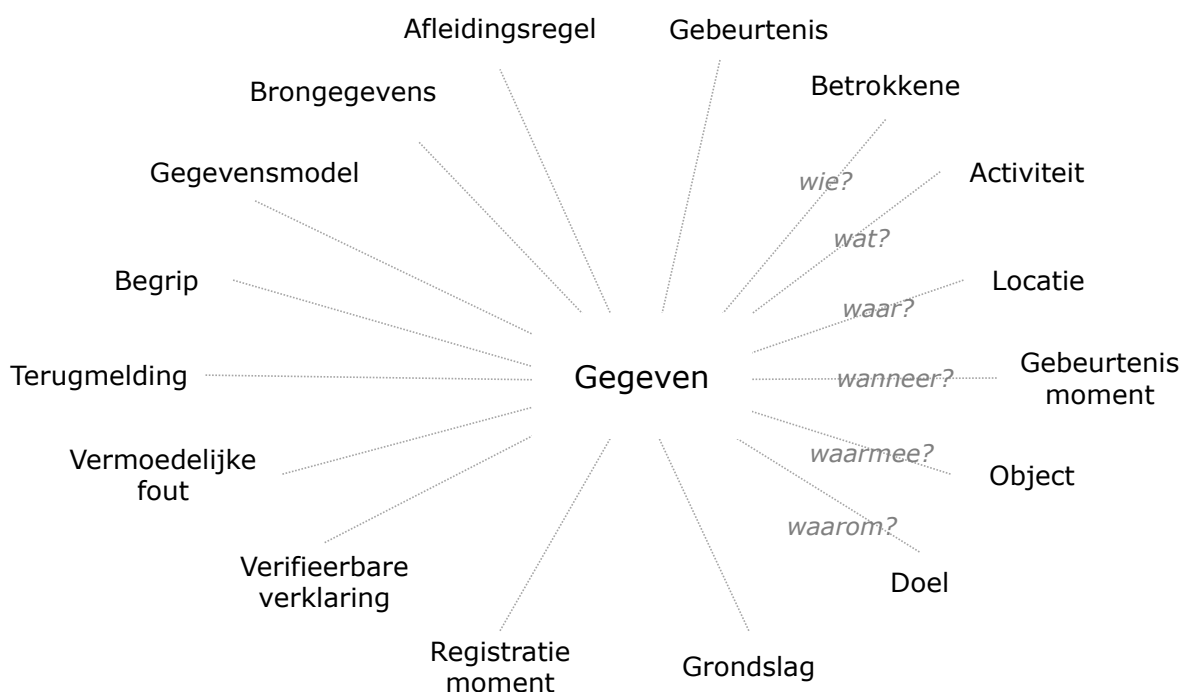 Afleidingsregel
Gebeurtenis
Brongegevens
Betrokkene
Gegevensmodel
wie?
Activiteit
wat?
Begrip
waar?
Locatie
Terugmelding
Gegeven
wanneer?
Gebeurtenis
moment
Vermoedelijke
fout
waarmee?
Object
waarom?
Verifieerbare
verklaring
Doel
Registratie
moment
Grondslag